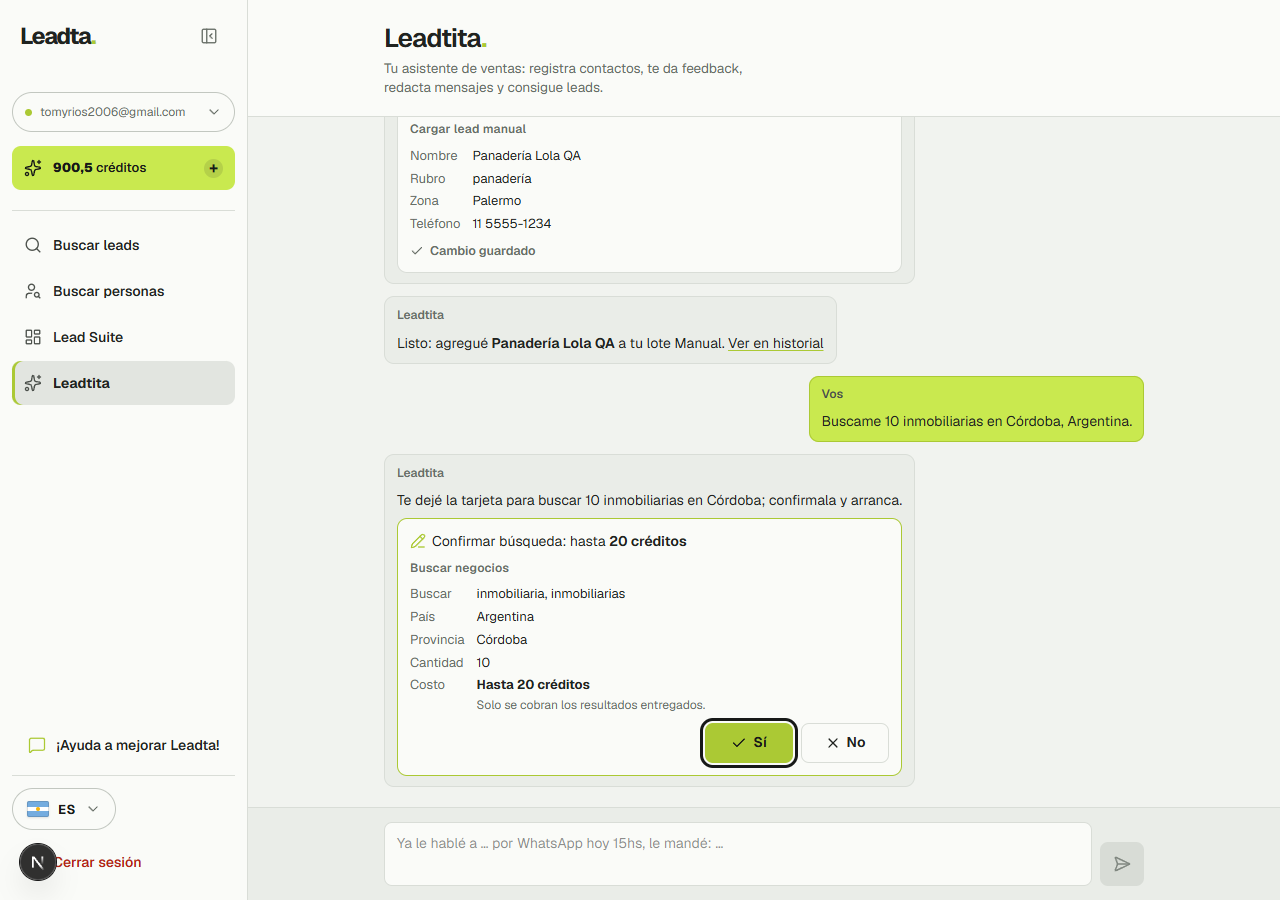 Leadta.
tomyrios2006@gmail.com
900,5 créditos
+
Buscar leads
Buscar personas
Lead Suite
Leadtita
¡Ayuda a mejorar Leadta!
ES
N
Cerrar sesión
Leadtita.
Tu asistente de ventas: registra contactos, te da feedback,
redacta mensajes y consigue leads.
Cargar lead manual
Nombre Panadería Lola QA
Rubro panadería
Zona Palermo
Teléfono 11 5555-1234
Cambio guardado
Leadtita
Listo: agregué Panadería Lola QA a tu lote Manual. Ver en historial
Vos
Buscame 10 inmobiliarias en Córdoba, Argentina.
Leadtita
Te dejé la tarjeta para buscar 10 inmobiliarias en Córdoba; confirmala y arranca.
Confirmar búsqueda: hasta 20 créditos
Buscar negocios
Buscar inmobiliaria, inmobiliarias
País Argentina
Provincia Córdoba
Cantidad 10
Costo Hasta 20 créditos
Solo se cobran los resultados entregados.
Sí
No
Ya le hablé a … por WhatsApp hoy 15hs, le mandé: …